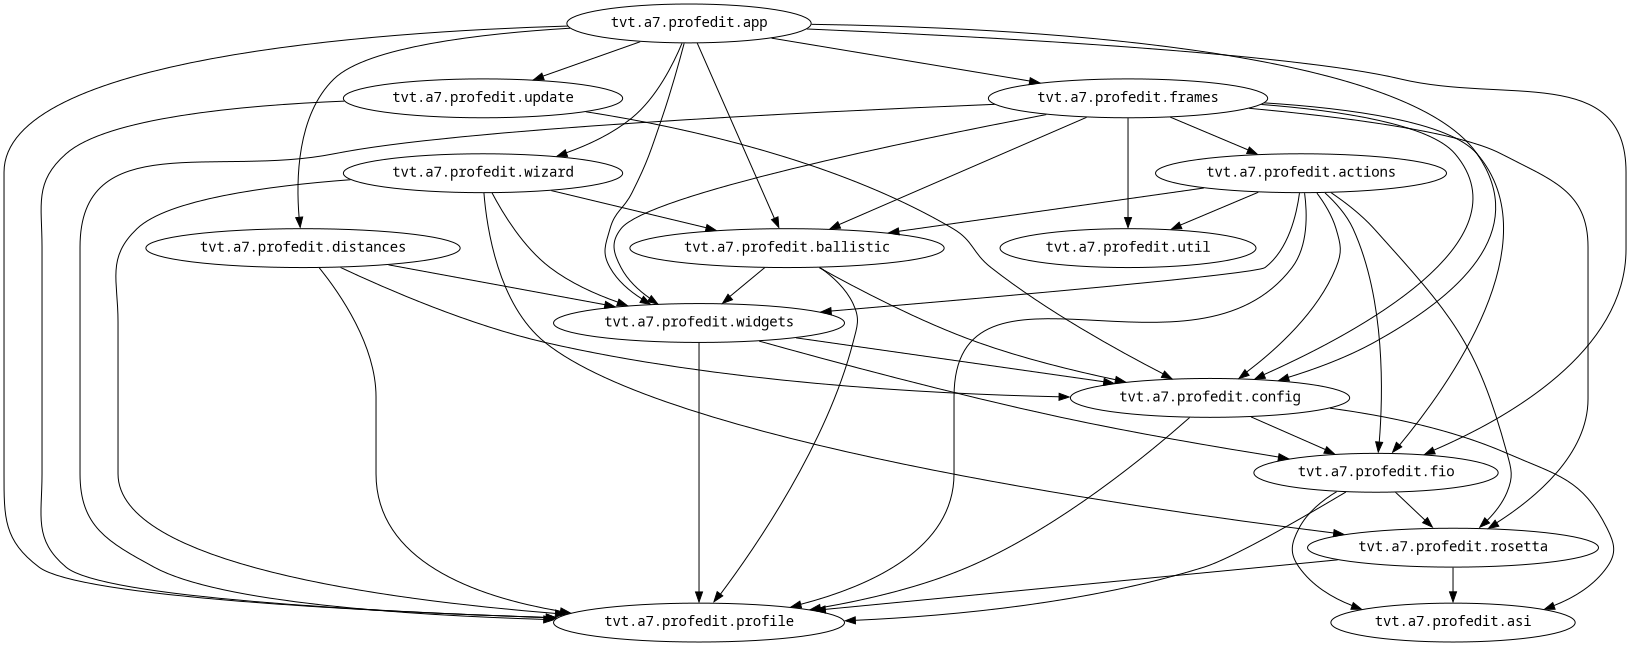 tvt.a7.profedit.app
tvt.a7.profedit.update
tvt.a7.profedit.frames
tvt.a7.profedit.wizard
tvt.a7.profedit.actions
tvt.a7.profedit.distances
tvt.a7.profedit.ballistic
tvt.a7.profedit.util
tvt.a7.profedit.widgets
tvt.a7.profedit.config
tvt.a7.profedit.fio
tvt.a7.profedit.rosetta
tvt.a7.profedit.profile
tvt.a7.profedit.asi